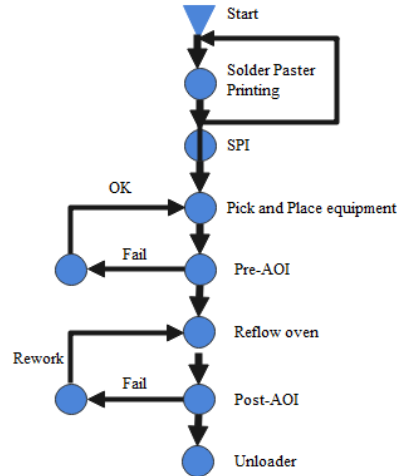 Start
Solder Paster
Printing
SPI
OK
Pick and Place equipment
Fail
Pre-AOI
Reflow oven
Rework
Fail
Post-AOI
Unloader